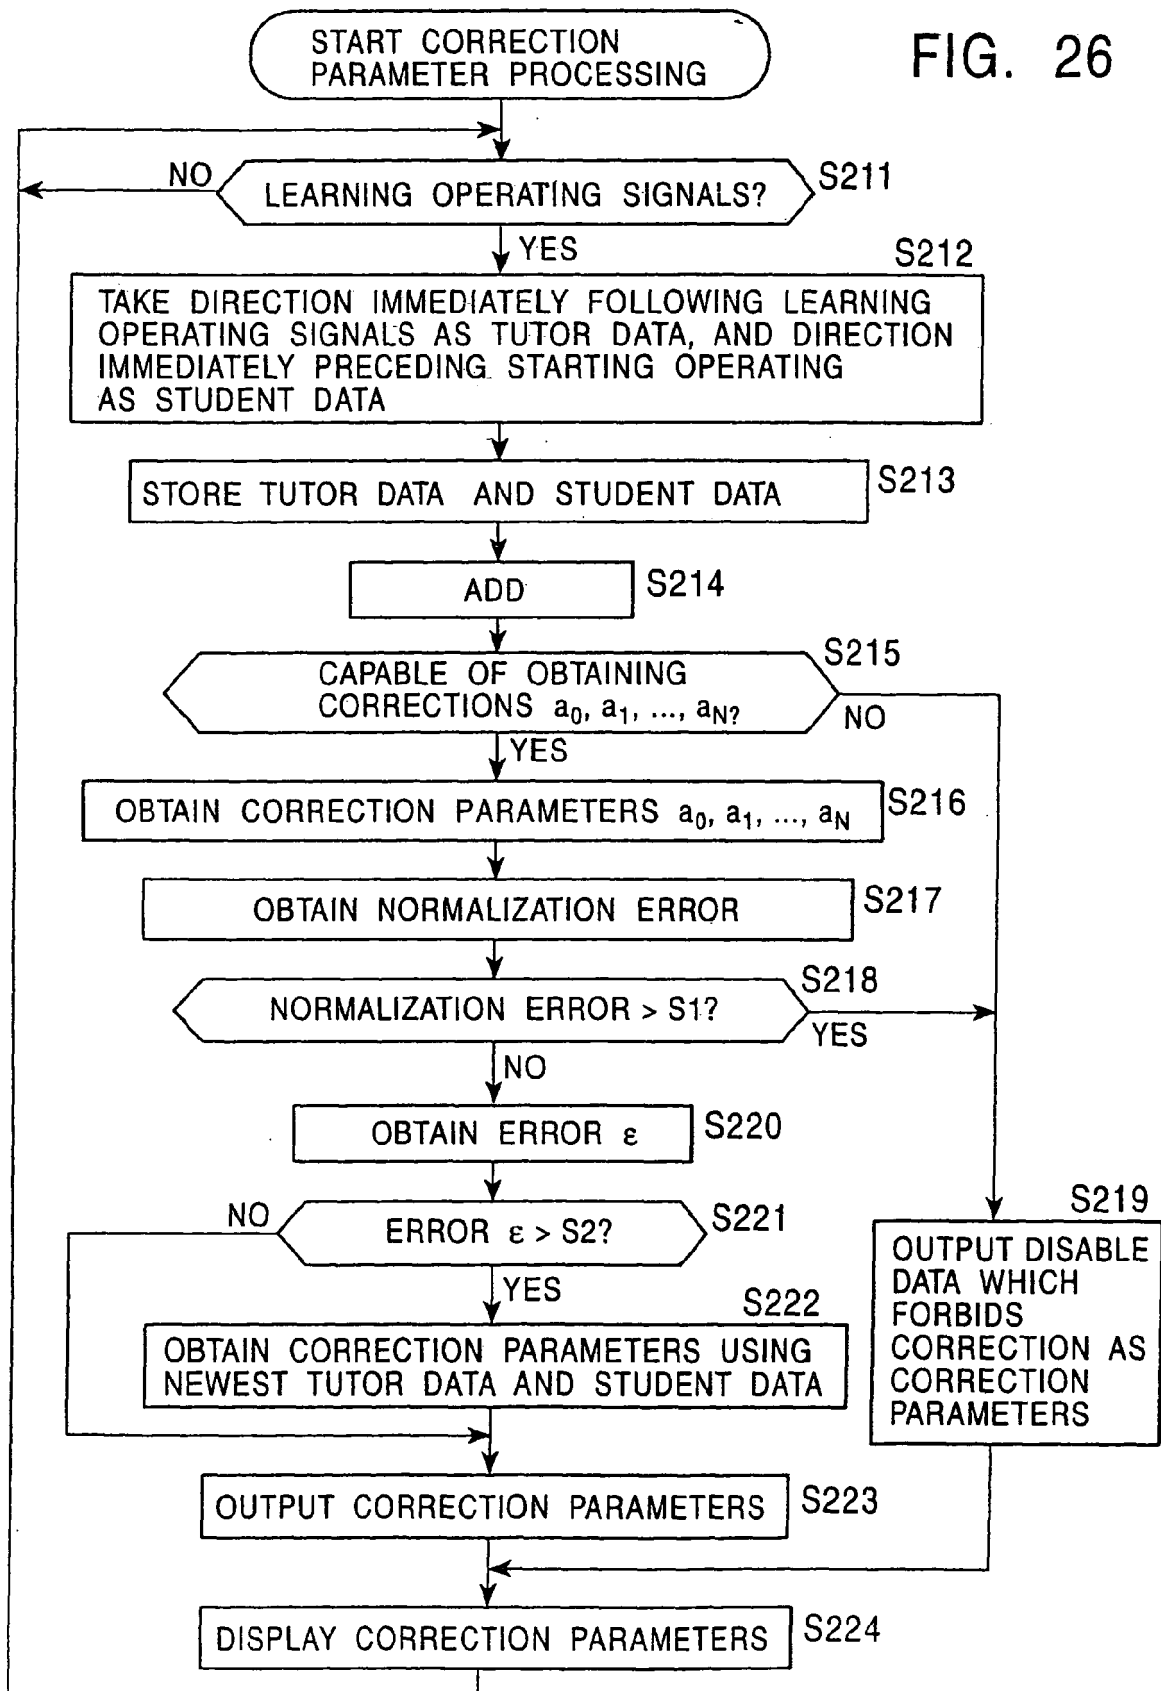 FIG. 26
START CORRECTION
PARAMETER PROCESSING
LEARNING OPERATING SIGNALS?
S211
NO
YES
S212
TAKE DIRECTION IMMEDIATELY FOLLOWING LEARNING
OPERATING SIGNALS AS TUTOR DATA, AND DIRECTION
IMMEDIATELY PRECEDING STARTING OPERATING
AS STUDENT DATA
STORE TUTOR DATA AND STUDENT DATA
S213
ADD
S214
S215
CAPABLE OF OBTAINING
CORRECTIONS a0, a1, ..., aN?
NO
YES
OBTAIN CORRECTION PARAMETERS a0, a1, ..., aN
S216
OBTAIN NORMALIZATION ERROR
S217
S218
NORMALIZATION ERROR > S1?
YES
NO
OBTAIN ERROR ε
S220
NO
ERROR ε > S2?
S221
YES
S219
OUTPUT DISABLE
DATA WHICH
FORBIDS
CORRECTION AS
CORRECTION
PARAMETERS
S222
OBTAIN CORRECTION PARAMETERS USING
NEWEST TUTOR DATA AND STUDENT DATA
OUTPUT CORRECTION PARAMETERS
S223
DISPLAY CORRECTION PARAMETERS
S224